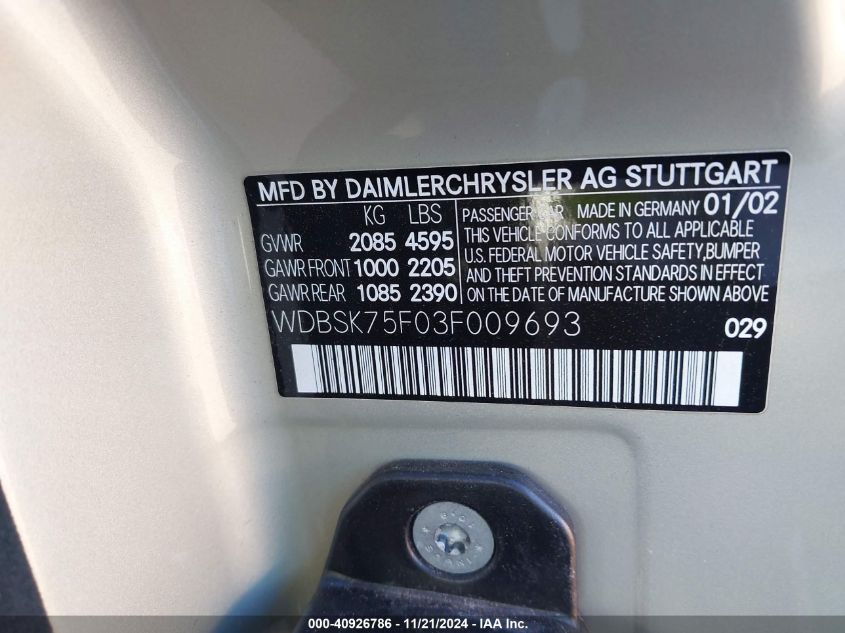 MFD BY DAIMLERCHRYSLER AG STUTTGART
KG LBS
GVWR 2085 4595
GAWR FRONT 1000 2205
GAWR REAR 1085 2390
PASSENGER CAR MADE IN GERMANY 01/02
THIS VEHICLE CONFORMS TO ALL APPLICABLE
U.S. FEDERAL MOTOR VEHICLE SAFETY,BUMPER
AND THEFT PREVENTION STANDARDS IN EFFECT
ON THE DATE OF MANUFACTURE SHOWN ABOVE
WDBSK75F03F009693
029
000-40926786 - 11/21/2024 - IAA, Inc.